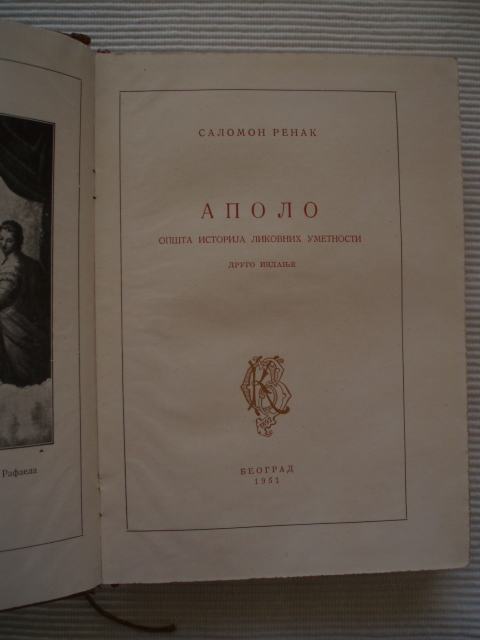 Рафаела
САЛОМОН РЕНАК
АПОЛО
ОПШТА ИСТОРИЈА ЛИКОВНИХ УМЕТНОСТИ
ДРУГО ИЗДАЊЕ
БЕОГРАД
1951